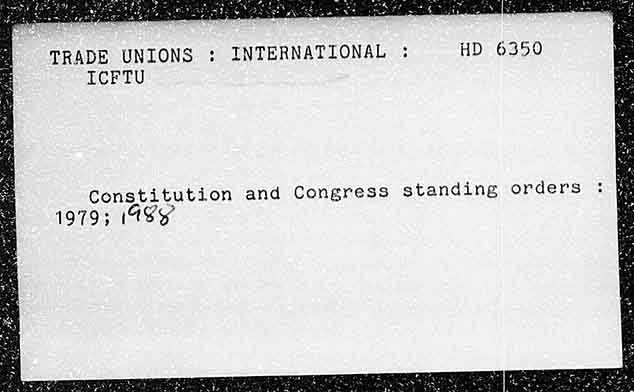 TRADE UNIONS : INTERNATIONAL : HD 6350
ICFTU
Constitution and Congress standing orders :
1979; 1988